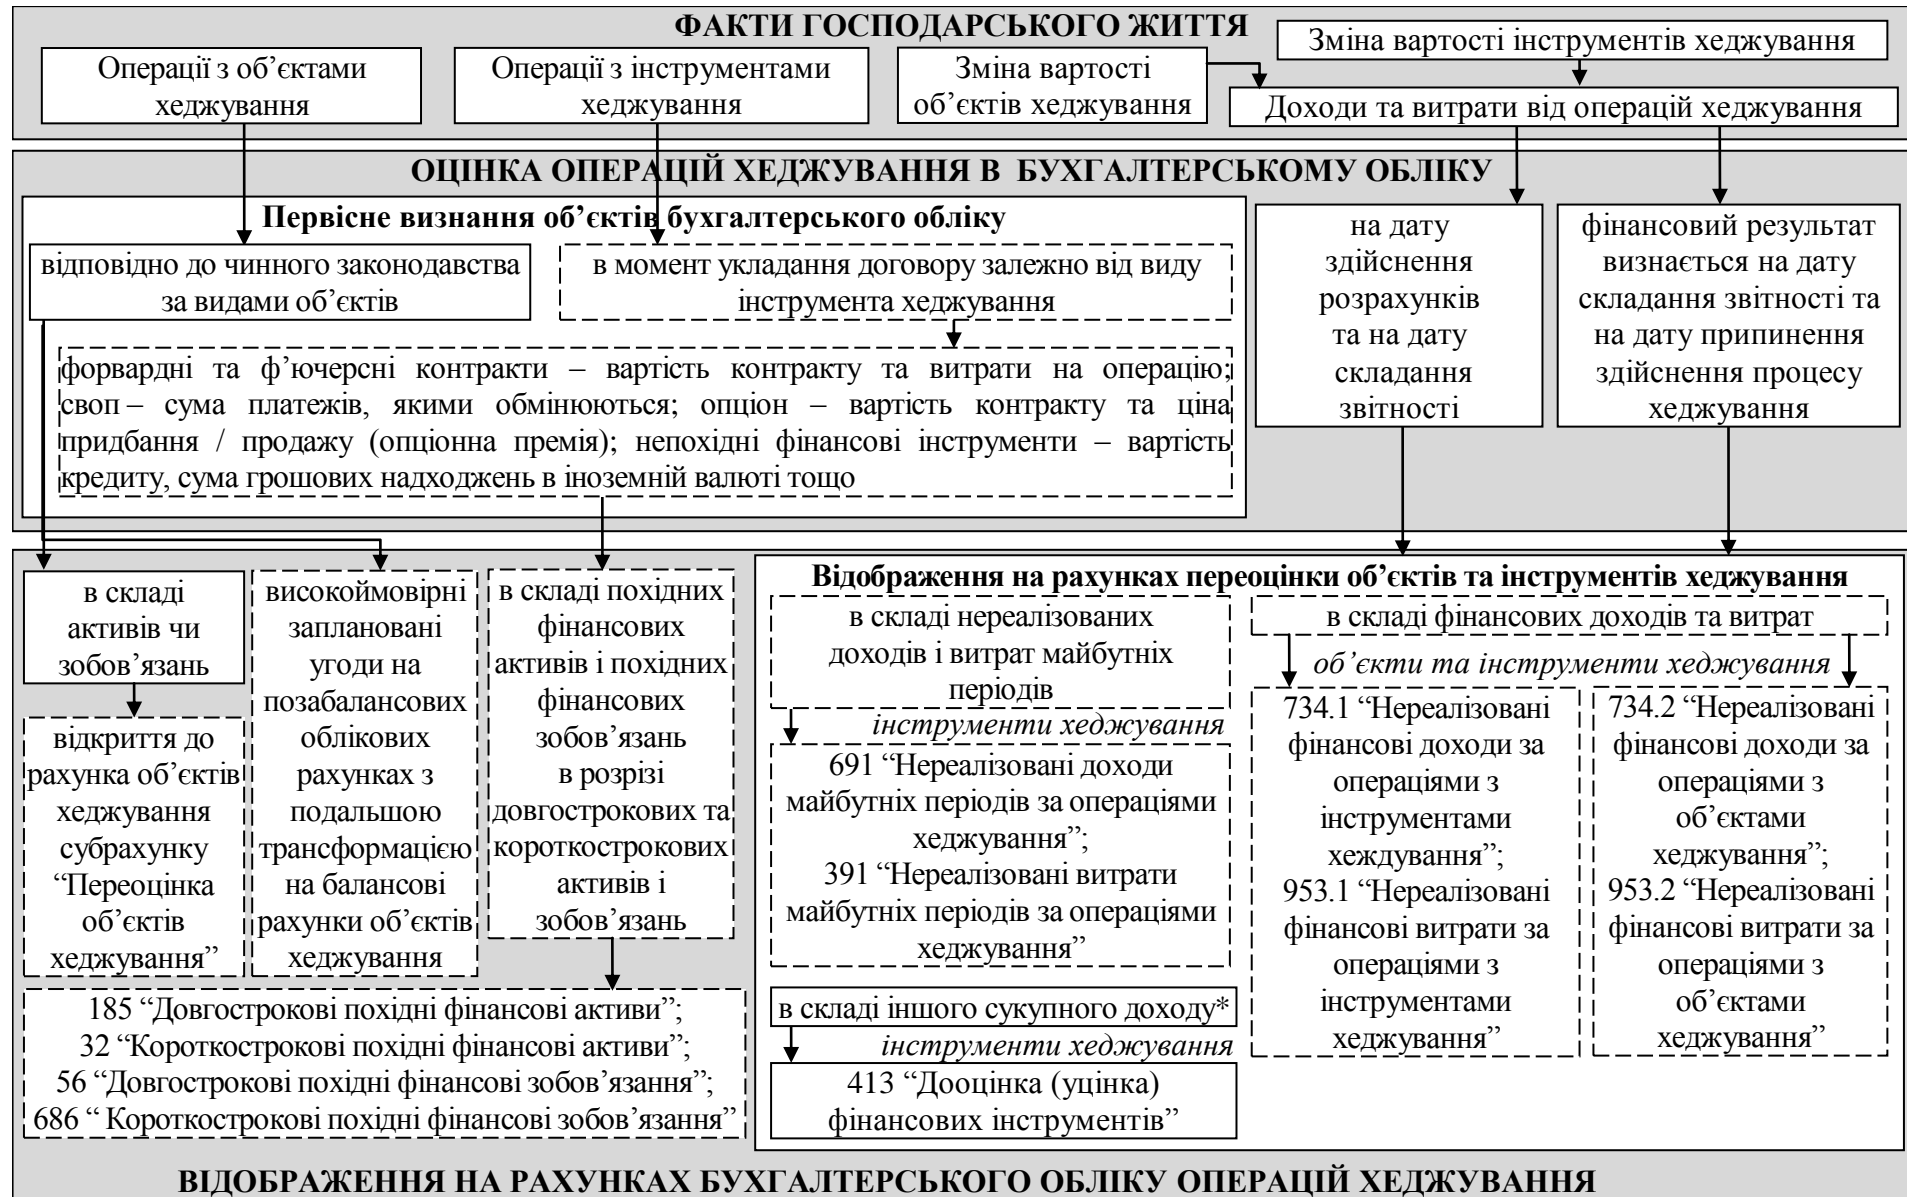 ФАКТИ ГОСПОДАРСЬКОГО ЖИТТЯ
Операції з об’єктами
хеджування
Операції з інструментами
хеджування
Зміна вартості
об’єктів хеджування
Зміна вартості інструментів хеджування
Доходи та витрати від операцій хеджування
ОЦІНКА ОПЕРАЦІЙ ХЕДЖУВАННЯ В БУХГАЛТЕРСЬКОМУ ОБЛІКУ
Первісне визнання об’єктів бухгалтерського обліку
відповідно до чинного законодавства
за видами об’єктів
в момент укладання договору залежно від виду
інструмента хеджування
форвардні та ф’ючерсні контракти – вартість контракту та витрати на операцію;
своп – сума платежів, якими обмінюються; опціон – вартість контракту та ціна
придбання / продажу (опціонна премія); непохідні фінансові інструменти – вартість
кредиту, сума грошових надходжень в іноземній валюті тощо
на дату
здійснення
розрахунків
та на дату
складання
звітності
фінансовий результат
визнається на дату
складання звітності та
на дату припинення
здійснення процесу
хеджування
в складі
активів чи
зобов’язань
відкриття до
рахунка об’єктів
хеджування
субрахунку
“Переоцінка
об’єктів
хеджування”
високоймовірні
заплановані
угоди на
позабалансових
облікових
рахунках з
подальшою
трансформацією
на балансові
рахунки об’єктів
хеджування
в складі похідних
фінансових
активів і похідних
фінансових
зобов’язань
в розрізі
довгострокових та
короткострокових
активів і
зобов’язань
185 “Довгострокові похідні фінансові активи”;
32 “Короткострокові похідні фінансові активи”;
56 “Довгострокові похідні фінансові зобов’язання”;
686 “ Короткострокові похідні фінансові зобов’язання”
Відображення на рахунках переоцінки об’єктів та інструментів хеджування
в складі нереалізованих
доходів і витрат майбутніх
періодів
інструменти хеджування
691 “Нереалізовані доходи
майбутніх періодів за операціями
хеджування”;
391 “Нереалізовані витрати
майбутніх періодів за операціями
хеджування”
в складі іншого сукупного доходу*
інструменти хеджування
413 “Дооцінка (уцінка)
фінансових інструментів”
в складі фінансових доходів та витрат
об’єкти та інструменти хеджування
734.1 “Нереалізовані
фінансові доходи за
операціями з
інструментами
хеждування”;
953.1 “Нереалізовані
фінансові витрати за
операціями з
інструментами
хеджування”
734.2 “Нереалізовані
фінансові доходи за
операціями з
об’єктами
хеджування”;
953.2 “Нереалізовані
фінансові витрати за
операціями з
об’єктами
хеджування”
ВІДОБРАЖЕННЯ НА РАХУНКАХ БУХГАЛТЕРСЬКОГО ОБЛІКУ ОПЕРАЦІЙ ХЕДЖУВАННЯ